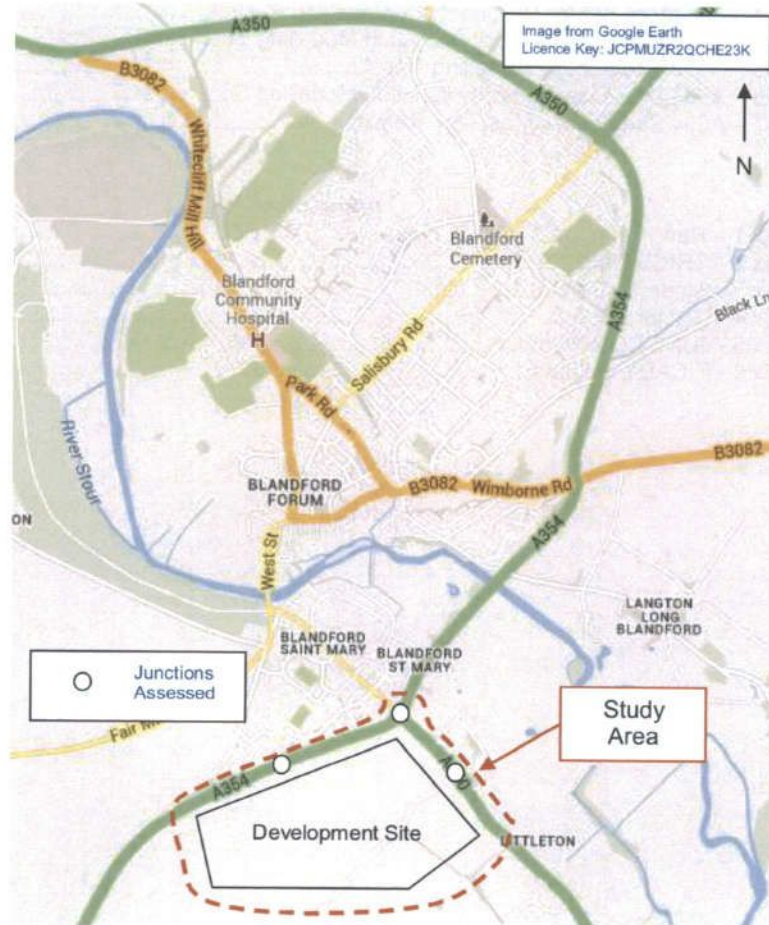 A350
Image from Google Earth
Licence Key: JCPMUZR2QCHE23K
B3082
A350
N
Whitecliff Mill Hill
Blandford
Cemetery
Blandford
Community
Hospital
H
A354
Black Ln
Salisbury Rd
Park Rd
River Stour
BLANDFORD
FORUM
B3082
Wimborne Rd
B3082
ON
A354
West St
LANGTON
LONG
BLANDFORD
BLANDFORD
SAINT MARY
BLANDFORD
ST MARY
Junctions
Assessed
Study
Area
Fair
A354
Development Site
LITTLETON